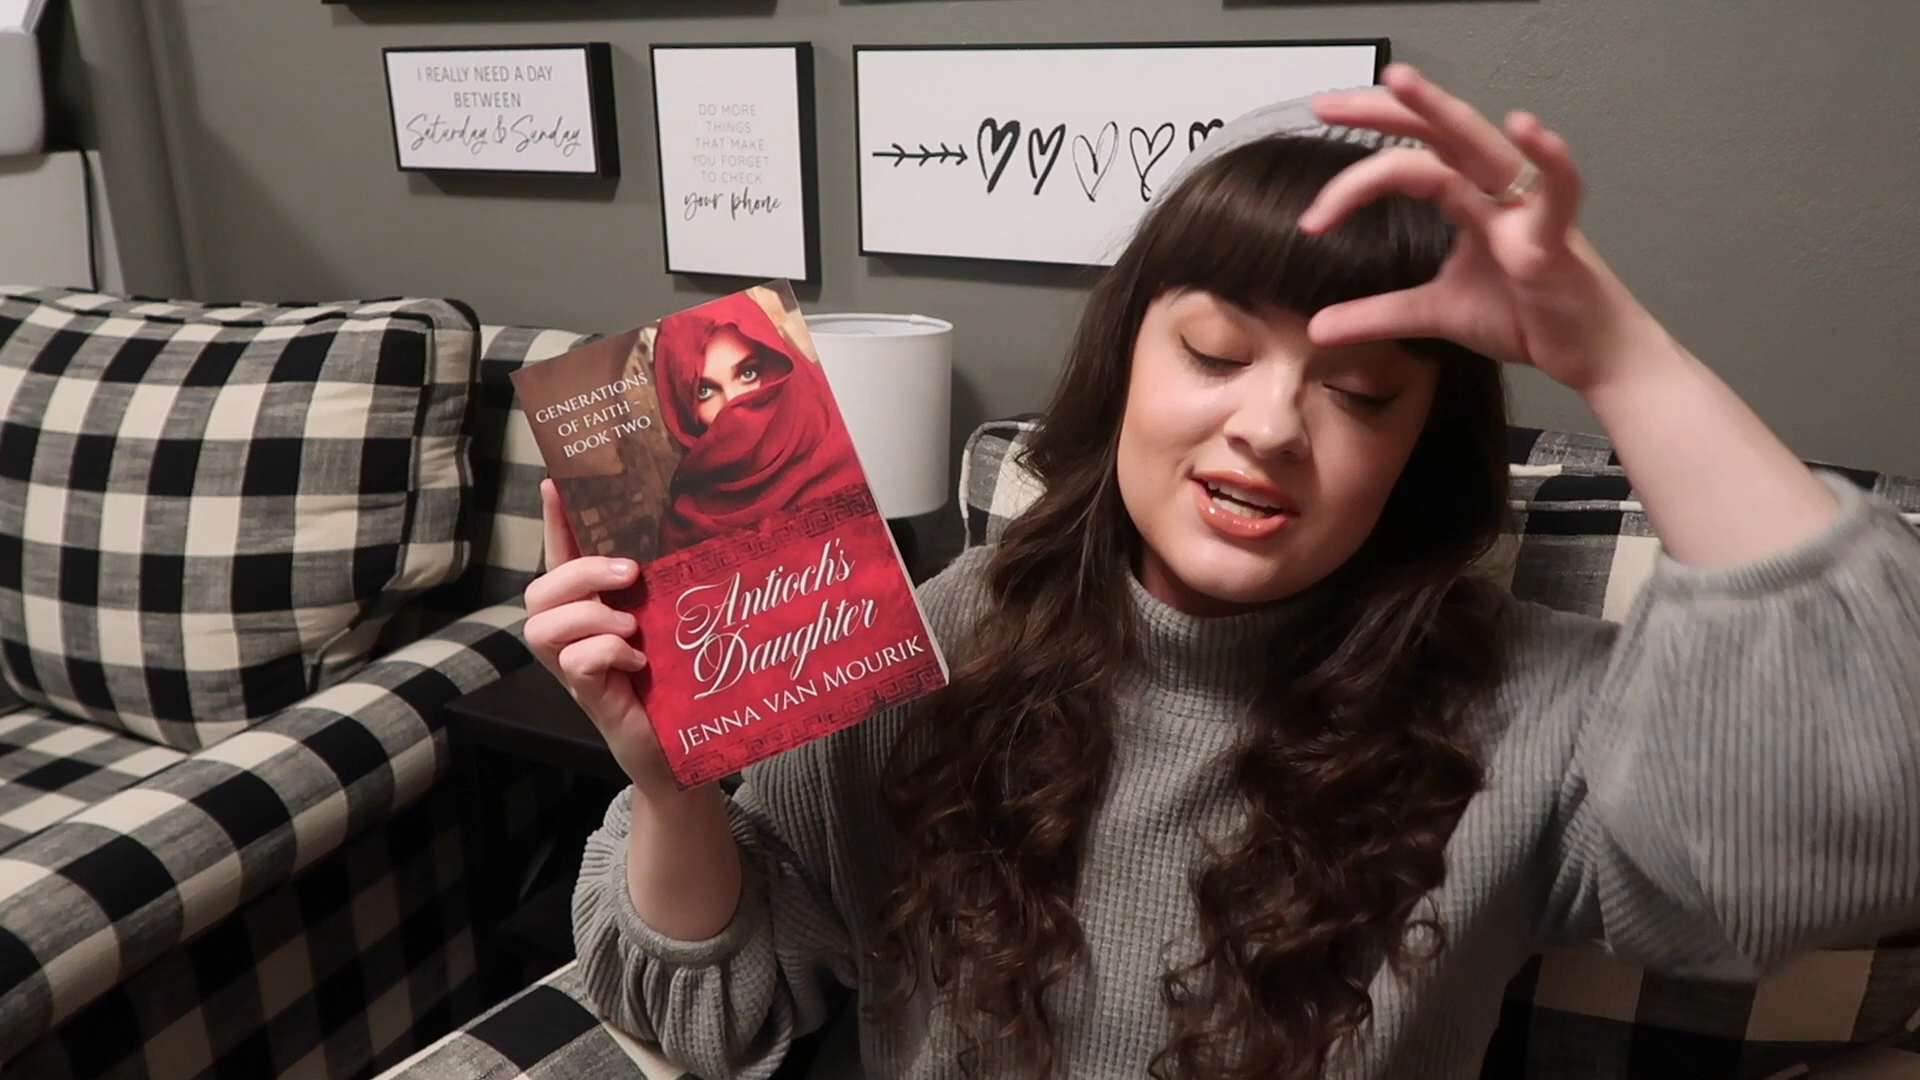 I REALLY NEED A DAY
BETWEEN
Saturday & Sunday
DO MORE
THINGS
THAT MAKE
YOU FORGET
TO CHECK
your phone
GENERATIONS
OF FAITH -
BOOK TWO
Antioch's
Daughter
JENNA VAN MOURIK